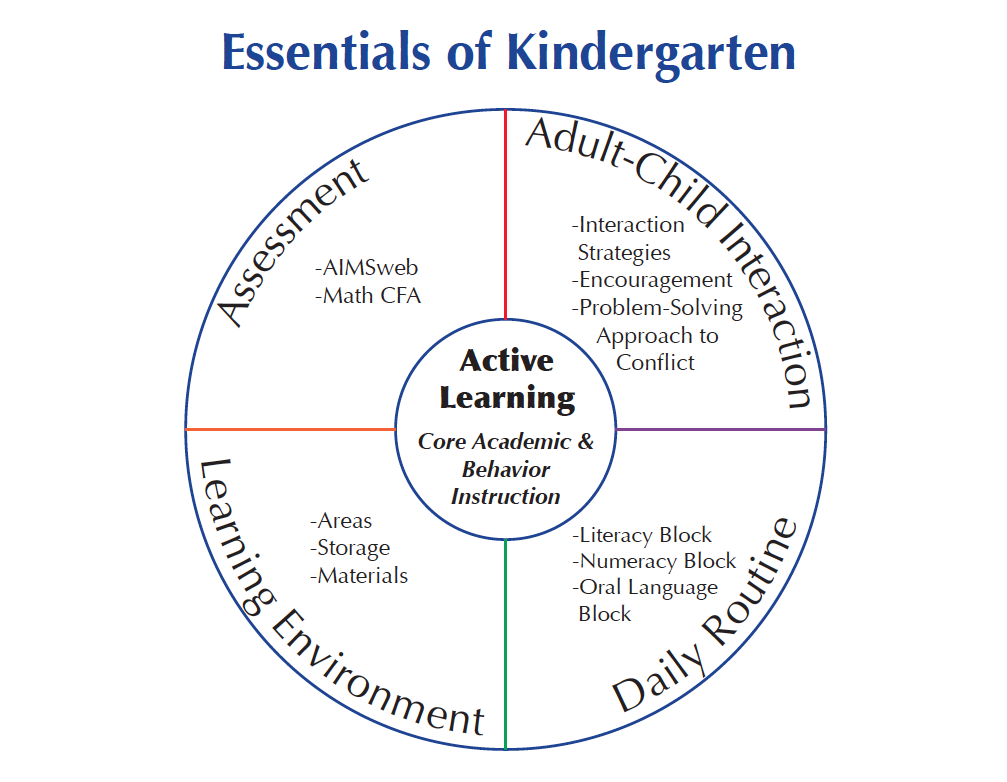 Essentials of Kindergarten
Assessment
-AIMSweb
-Math CFA
Adult-Child Interaction
-Interaction
Strategies
-Encouragement
-Problem-Solving
Approach to
Conflict
Active
Learning
Core Academic &
Behavior
Instruction
Learning Environment
-Areas
-Storage
-Materials
Daily Routine
-Literacy Block
-Numeracy Block
-Oral Language
Block